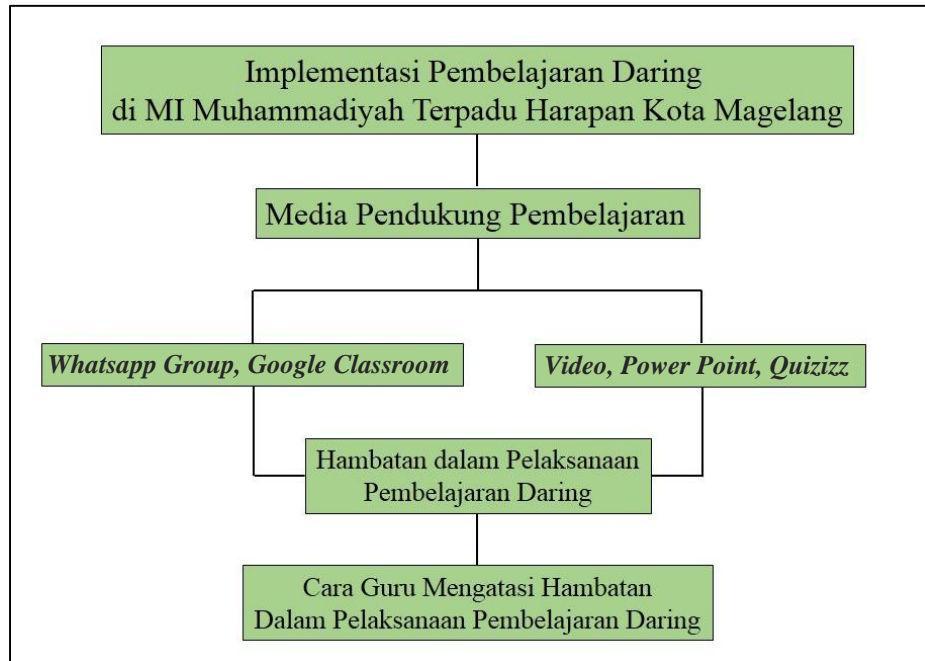 Implementasi Pembelajaran Daring
di MI Muhammadiyah Terpadu Harapan Kota Magelang
Media Pendukung Pembelajaran
Whatsapp Group, Google Classroom
Video, Power Point, Quizizz
Hambatan dalam Pelaksanaan
Pembelajaran Daring
Cara Guru Mengatasi Hambatan
Dalam Pelaksanaan Pembelajaran Daring